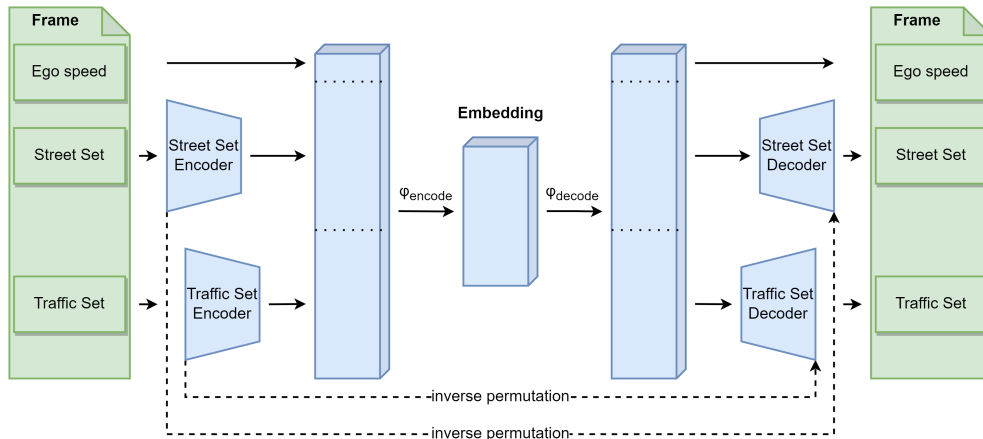 Frame
Ego speed
Street Set
Traffic Set
Street Set
Encoder
Traffic Set
Encoder
φencode
Embedding
φdecode
Street Set
Decoder
Traffic Set
Decoder
Frame
Ego speed
Street Set
Traffic Set
inverse permutation
inverse permutation